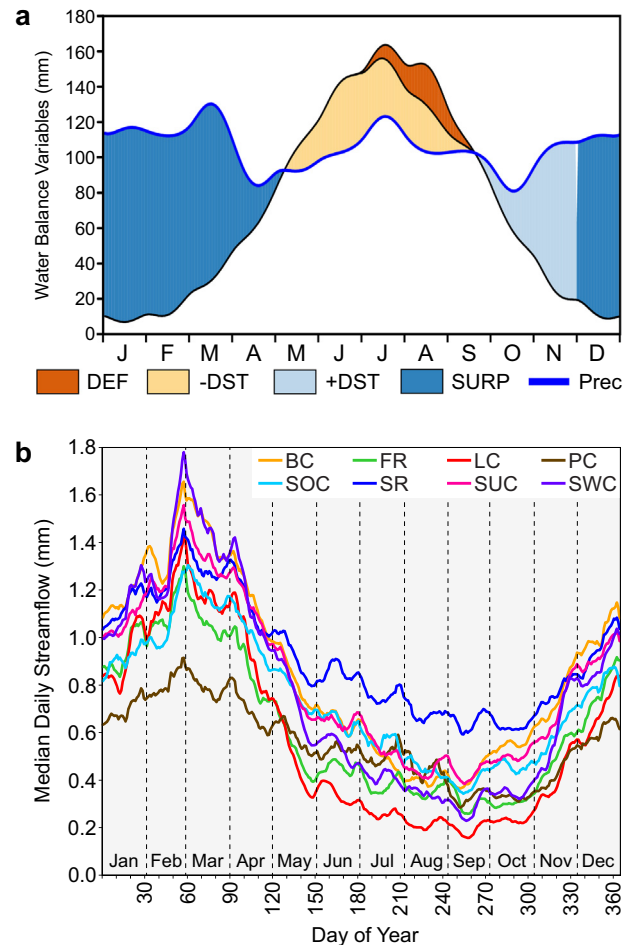 a
Water Balance Variables (mm)
180
160
140
120
100
80
60
40
20
0
J F M A M J J A S O N D
DEF -DST +DST SURP Prec
b
Median Daily Streamflow (mm)
1.8
1.6
1.4
1.2
1.0
0.8
0.6
0.4
0.2
0.0
BC FR LC PC
SOC SR SUC SWC
Jan Feb Mar Apr May Jun Jul Aug Sep Oct Nov Dec
30 60 90 120 150 180 210 240 270 300 330 360
Day of Year